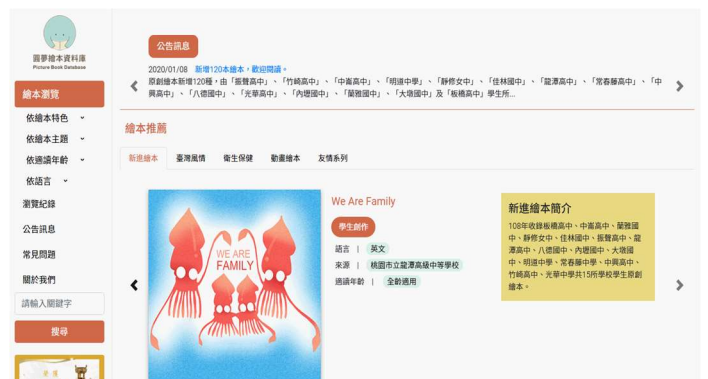 圓夢繪本資料庫
Picture Book Database
繪本瀏覽
依繪本特色
依繪本主題
依適讀年齡
依語言
瀏覽紀錄
公告訊息
常見問題
關於我們
請輸入關鍵字
搜尋
公告訊息
2020/01/08 新增120本繪本，歡迎閱讀。
原創繪本新增120種，由「振聲高中」、「竹崎高中」、「中崙高中」、「明道中學」、「靜修女中」、「佳林國中」、「龍潭高中」、「常春藤高中」、「中
興高中」、「八德國中」、「光華高中」、「內壢國中」、「蘭雅國中」、「大墩國中」及「板橋高中」學生所...
繪本推薦
新進繪本 臺灣風情 衛生保健 動畫繪本 友情系列
WE ARE
FAMILY
We Are Family
學生創作
語言 | 英文
來源 | 桃園市立龍潭高級中等學校
適讀年齡 | 全齡適用
新進繪本簡介
108年收錄板橋高中、中崙高中、蘭雅國
中、靜修女中、佳林國中、振聲高中、龍
潭高中、八德國中、內壢國中、大墩國
中、明道中學、常春藤中學、中興高中、
竹崎高中、光華中學共15所學校學生原創
繪本。